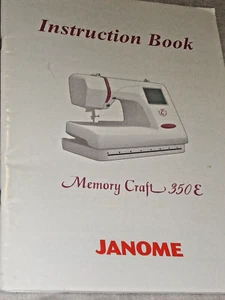 Instruction Book
Memory Craft 350E
JANOME